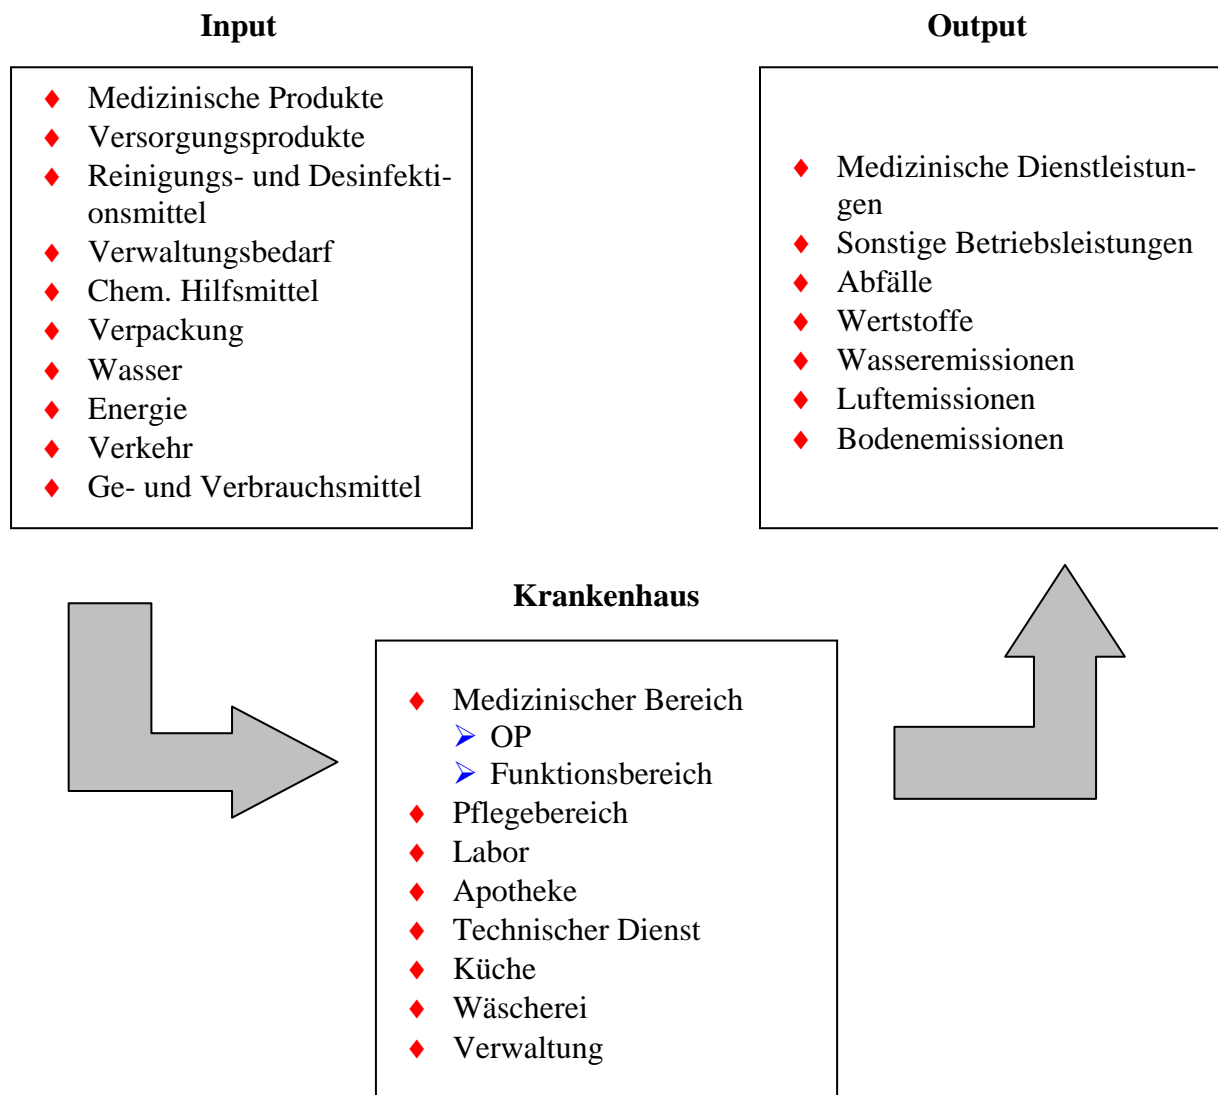 Input
Medizinische Produkte
Versorgungsprodukte
Reinigungs- und Desinfekti-
onsmittel
Verwaltungsbedarf
Chem. Hilfsmittel
Verpackung
Wasser
Energie
Verkehr
Ge- und Verbrauchsmittel
Output
Medizinische Dienstleistun-
gen
Sonstige Betriebsleistungen
Abfälle
Wertstoffe
Wasseremissionen
Luftemissionen
Bodenemissionen
Krankenhaus
Medizinischer Bereich
OP
Funktionsbereich
Pflegebereich
Labor
Apotheke
Technischer Dienst
Küche
Wäscherei
Verwaltung